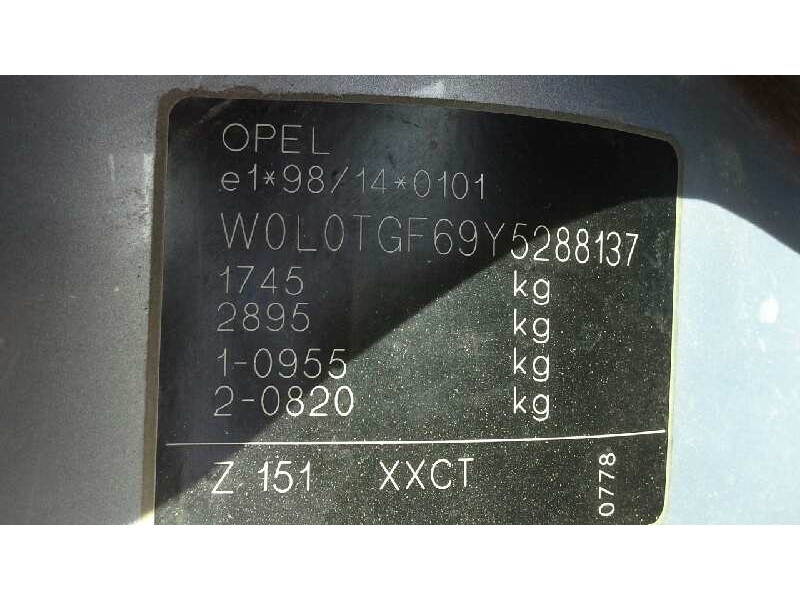 OPEL
e1*98/14*0101
W0L0TGF69Y5288137
1745 kg
2895 kg
1-0955 kg
2-0820 kg
Z 151 XXCT
0778